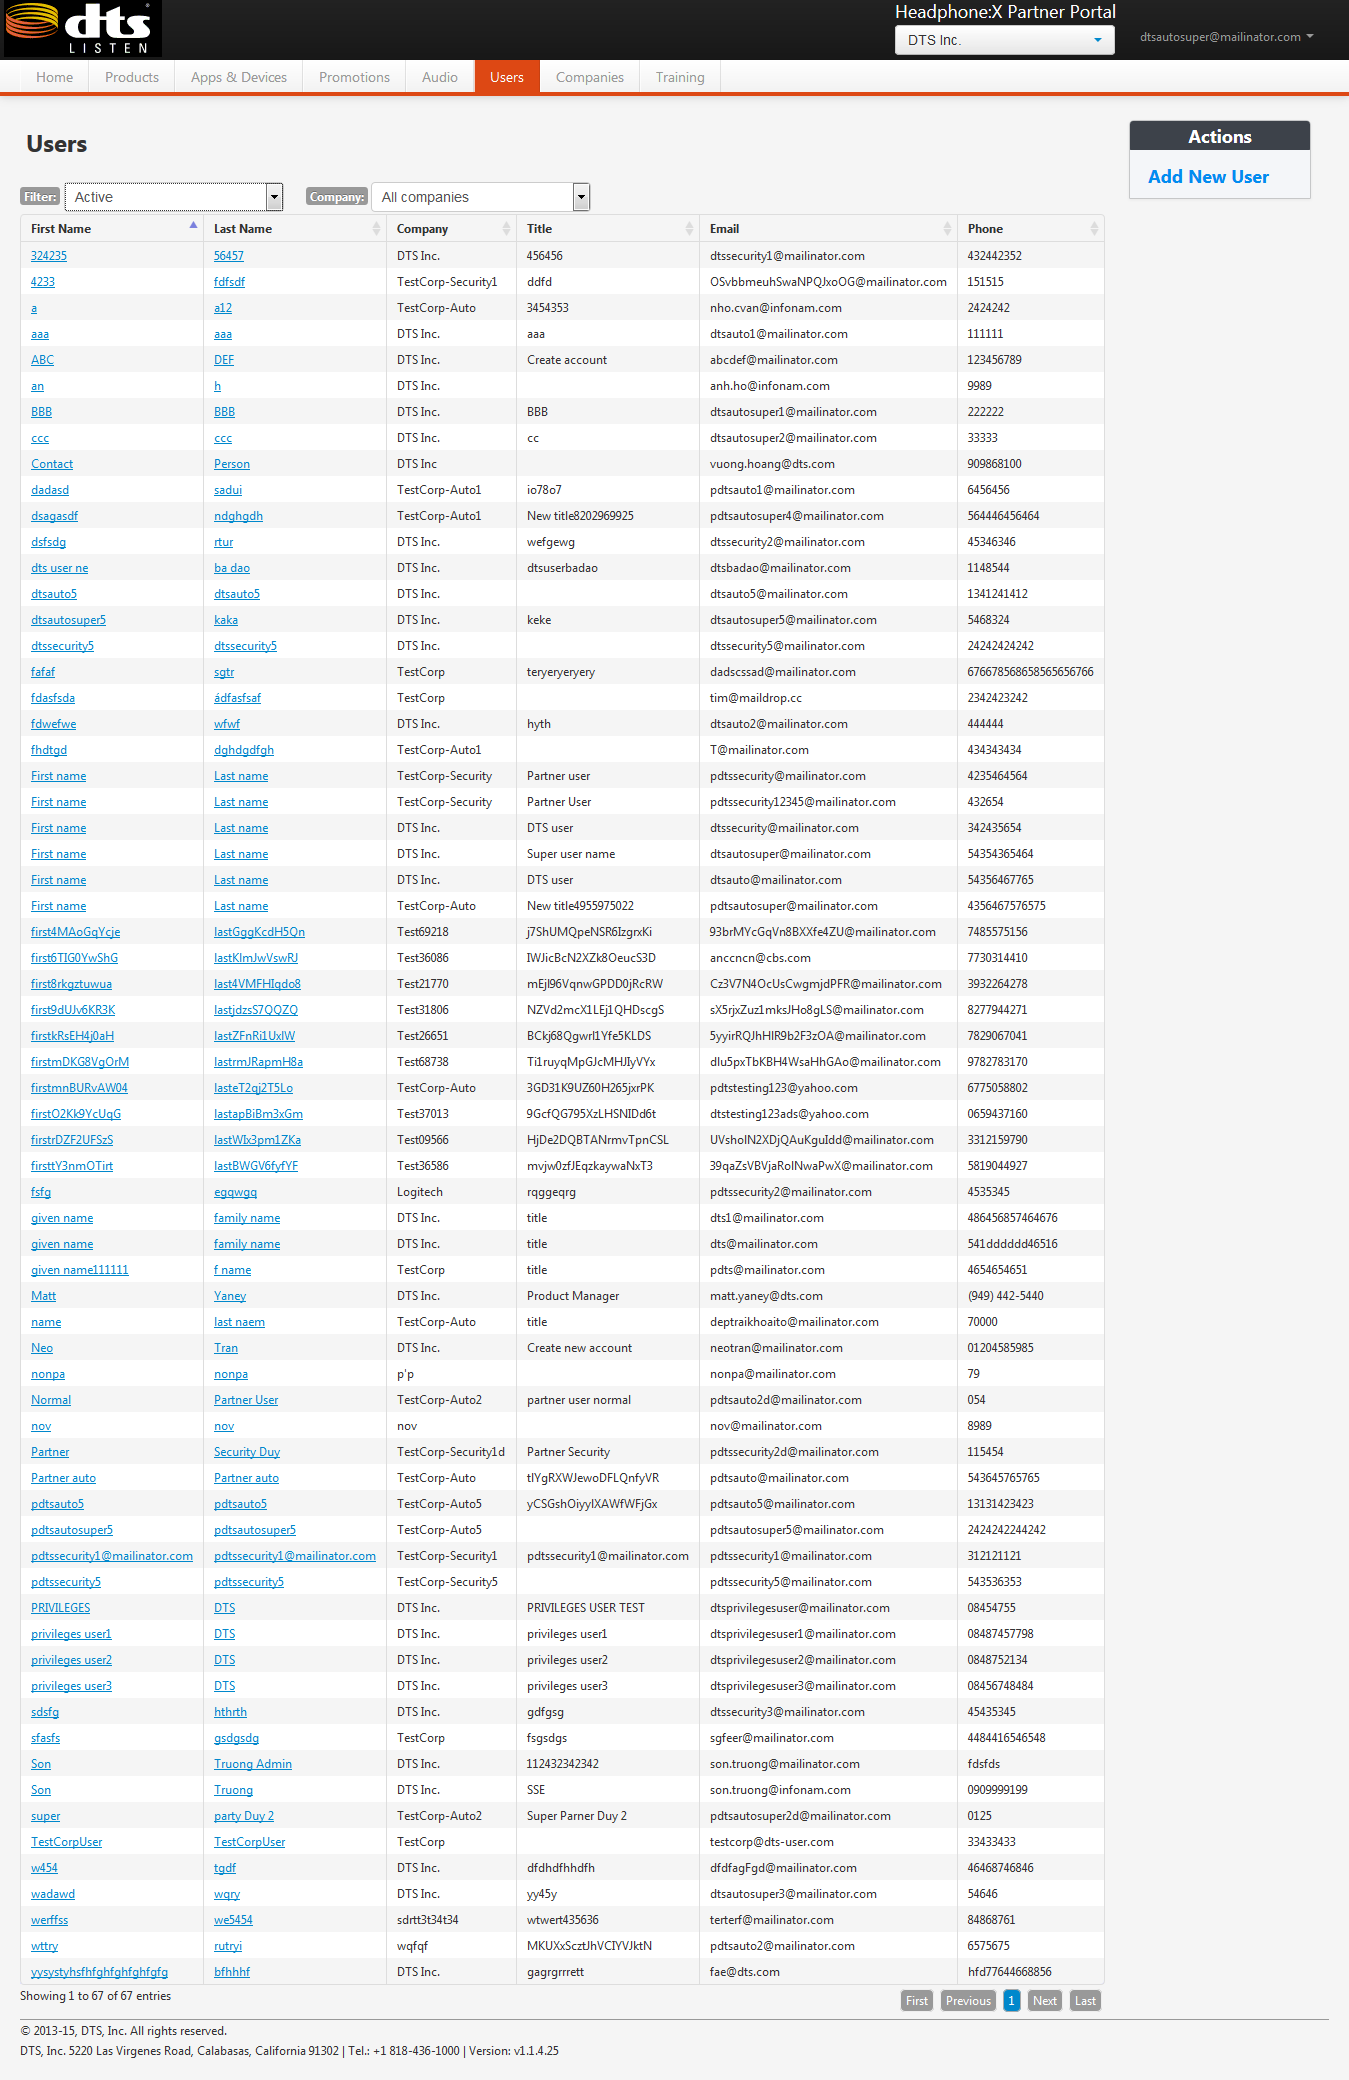 dts
LISTEN
Headphone:X Partner Portal
DTS Inc.
dtsautosuper@mailinator.com
Home Products Apps & Devices Promotions Audio Users Companies Training
Users
Actions
Add New User
Filter: Active Company: All companies
First Name Last Name Company Title Email Phone
324235 56457 DTS Inc. 456456 dtssecurity1@mailinator.com 432442352
4233 fdfsdf TestCorp-Security1 ddfd OSvbbmeuhSwaNPQJxoOG@mailinator.com 151515
a a12 TestCorp-Auto 3454353 nho.cvan@infonam.com 2424242
aaa aaa DTS Inc. aaa dtsauto1@mailinator.com 111111
ABC DEF DTS Inc. Create account abcdef@mailinator.com 123456789
an h DTS Inc. anh.ho@infonam.com 9989
BBB BBB DTS Inc. BBB dtsautosuper1@mailinator.com 222222
ccc ccc DTS Inc. cc dtsautosuper2@mailinator.com 33333
Contact Person DTS Inc vuong.hoang@dts.com 909868100
dadasd sadui TestCorp-Auto1 io78o7 pdtsauto1@mailinator.com 6456456
dsagasdf ndghgdh TestCorp-Auto1 New title8202969925 pdtsautosuper4@mailinator.com 564446456464
dsfsdg rtur DTS Inc. wefgewg dtssecurity2@mailinator.com 45346346
dts user ne ba dao DTS Inc. dtsuserbadao dtsbadao@mailinator.com 1148544
dtsauto5 dtsauto5 DTS Inc. dtsauto5@mailinator.com 1341241412
dtsautosuper5 kaka DTS Inc. keke dtsautosuper5@mailinator.com 5468324
dtssecurity5 dtssecurity5 DTS Inc. dtssecurity5@mailinator.com 24242424242
fafaf sgtr TestCorp teryeryeryery dadscssad@mailinator.com 676678568658565656766
fdasfsda ádfasfsaf TestCorp tim@maildrop.cc 2342423242
fdwefwe wfwf DTS Inc. hyth dtsauto2@mailinator.com 444444
fhdtgd dghdgdfgh TestCorp-Auto1 T@mailinator.com 434343434
First name Last name TestCorp-Security Partner user pdtssecurity@mailinator.com 4235464564
First name Last name TestCorp-Security Partner User pdtssecurity12345@mailinator.com 432654
First name Last name DTS Inc. DTS user dtssecurity@mailinator.com 342435654
First name Last name DTS Inc. Super user name dtsautosuper@mailinator.com 54354365464
First name Last name DTS Inc. DTS user dtsauto@mailinator.com 54356467765
First name Last name TestCorp-Auto New title4955975022 pdtsautosuper@mailinator.com 4356467576575
first4MAoGqYcje lastGggKcdH5Qn Test69218 j7ShUMQpeNSR6IzgrxKi 93brMYcGqVn8BXXfe4ZU@mailinator.com 7485575156
first6TIG0YwShG lastKlmJwVswRJ Test36086 IWJicBcN2XZk8OeucS3D anccncn@cbs.com 7730314410
first8rkgztuwua last4VMFHIqdo8 Test21770 mEjl96VqnwGPDD0jRcRW Cz3V7N4OcUsCwgmjdPFR@mailinator.com 3932264278
first9dUJv6KR3K lastjdzsS7QQZQ Test31806 NZVd2mcX1LEj1QHDscgS sX5rjxZuz1mksJHo8gLS@mailinator.com 8277944271
firstkRsEH4j0aH lastZFnRi1UxlW Test26651 BCkj68Qgwrl1Yfe5KLDS 5yyirRQJhHlR9b2F3zOA@mailinator.com 7829067041
firstmDKG8VgOrM lastrmJRapmH8a Test68738 Ti1ruyqMpGJcMHJIyVYx dlu5pxTbKBH4WsaHhGAo@mailinator.com 9782783170
firstmnBURvAW04 lasteT2qj2T5Lo TestCorp-Auto 3GD31K9UZ60H265jxrPK pdtstesting123@yahoo.com 6775058802
firstO2Kk9YcUqG lastapBiBm3xGm Test37013 9GcfQG795XzLHSNIDd6t dtstesting123ads@yahoo.com 0659437160
firstrDZF2UFSzS lastWIx3pm1ZKa Test09566 HjDe2DQBTANrmvTpnCSL UVsholN2XDjQAuKguIdd@mailinator.com 3312159790
firsttY3nmOTirt lastBWGV6fyfYF Test36586 mvjw0zfJEqzkaywaNxT3 39qaZsVBVjaRolNwaPwX@mailinator.com 5819044927
fsfg egqwgq Logitech rqggeqrg pdtssecurity2@mailinator.com 4535345
given name family name DTS Inc. title dts1@mailinator.com 486456857464676
given name family name DTS Inc. title dts@mailinator.com 541dddddd46516
given name111111 f name TestCorp title pdts@mailinator.com 4654654651
Matt Yaney DTS Inc. Product Manager matt.yaney@dts.com (949) 442-5440
name last naem TestCorp-Auto title deptraikhoaito@mailinator.com 70000
Neo Tran DTS Inc. Create new account neotran@mailinator.com 01204585985
nonpa nonpa p'p nonpa@mailinator.com 79
Normal Partner User TestCorp-Auto2 partner user normal pdtsauto2d@mailinator.com 054
nov nov nov nov@mailinator.com 8989
Partner Security Duy TestCorp-Security1d Partner Security pdtssecurity2d@mailinator.com 115454
Partner auto Partner auto TestCorp-Auto tlYgRXWJewoDFLQnfyVR pdtsauto@mailinator.com 543645765765
pdtsauto5 pdtsauto5 TestCorp-Auto5 yCSGshOiyylXAWfWFjGx pdtsauto5@mailinator.com 13131423423
pdtsautosuper5 pdtsautosuper5 TestCorp-Auto5 pdtsautosuper5@mailinator.com 2424242244242
pdtssecurity1@mailinator.com pdtssecurity1@mailinator.com TestCorp-Security1 pdtssecurity1@mailinator.com pdtssecurity1@mailinator.com 312121121
pdtssecurity5 pdtssecurity5 TestCorp-Security5 pdtssecurity5@mailinator.com 543536353
PRIVILEGES DTS DTS Inc. PRIVILEGES USER TEST dtsprivilegesuser@mailinator.com 08454755
privileges user1 DTS DTS Inc. privileges user1 dtsprivilegesuser1@mailinator.com 08487457798
privileges user2 DTS DTS Inc. privileges user2 dtsprivilegesuser2@mailinator.com 0848752134
privileges user3 DTS DTS Inc. privileges user3 dtsprivilegesuser3@mailinator.com 08456748484
sdsfg hthrth DTS Inc. gdfgsg dtssecurity3@mailinator.com 45435345
sfasfs gsdgsdg TestCorp fsgsdgs sgfeer@mailinator.com 4484416546548
Son Truong Admin DTS Inc. 112432342342 son.truong@mailinator.com fdsfds
Son Truong DTS Inc. SSE son.truong@infonam.com 0909999199
super party Duy 2 TestCorp-Auto2 Super Parner Duy 2 pdtsautosuper2d@mailinator.com 0125
TestCorpUser TestCorpUser TestCorp testcorp@dts-user.com 33433433
w454 tgdf DTS Inc. dfdhdfhhdfh dfdfagFgd@mailinator.com 46468746846
wadawd wqry DTS Inc. yy45y dtsautosuper3@mailinator.com 54646
werffss we5454 sdrtt3t34t34 wtwert435636 terterf@mailinator.com 84868761
wttry rutryi wqfqf MKUXxScztJhVCIYVJktN pdtsauto2@mailinator.com 6575675
yysystyhsfhfghfghfghfgfg bfhhhf DTS Inc. gagrgrrrett fae@dts.com hfd77644668856
Showing 1 to 67 of 67 entries
First Previous 1 Next Last
© 2013-15, DTS, Inc. All rights reserved.
DTS, Inc. 5220 Las Virgenes Road, Calabasas, California 91302 | Tel.: +1 818-436-1000 | Version: v1.1.4.25